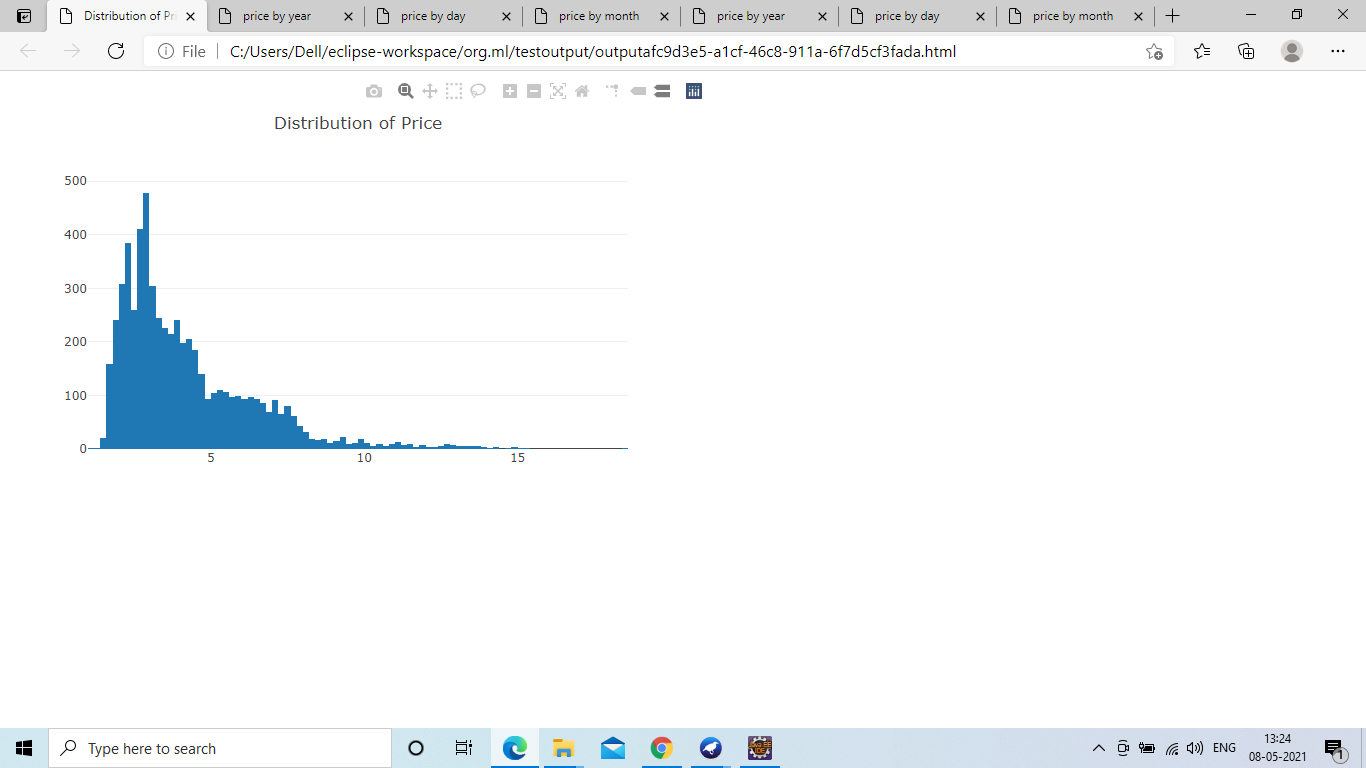 Distribution of Pri
price by year
price by day
price by month
price by year
price by day
price by month
File
C:/Users/Dell/eclipse-workspace/org.ml/testoutput/outputafc9d3e5-a1cf-46c8-911a-6f7d5cf3fada.html
Distribution of Price
500
400
300
200
100
0
5 10 15
Type here to search
ENG
13:24
08-05-2021
1